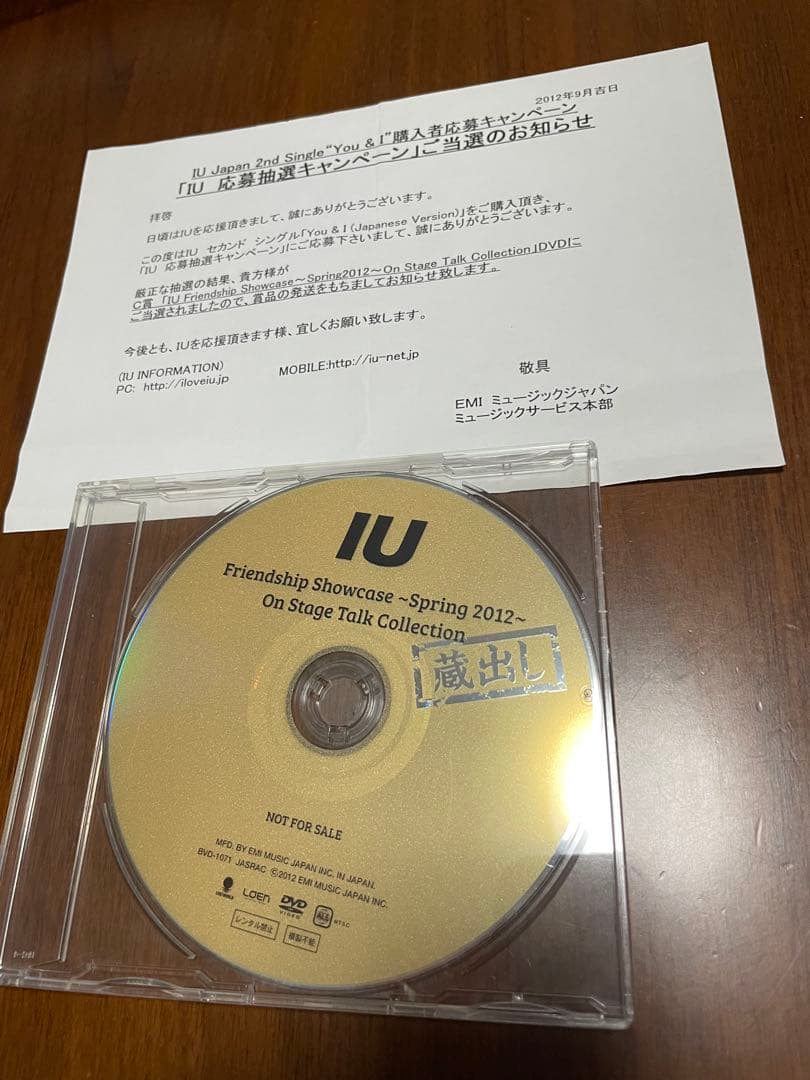 2012年9月吉日
IU Japan 2nd Single“You & I”購入者応募キャンペーン
「IU 応募抽選キャンペーン」ご当選のお知らせ
拝啓
日頃はIUを応援頂きまして、誠にありがとうございます。
この度はIU セカンド シングル「You & I (Japanese Version)」をご購入頂き、
「IU 応募抽選キャンペーン」にご応募下さいまして、誠にありがとうございます。
厳正な抽選の結果、貴方様が
C賞 「IU Friendship Showcase～Spring2012～On Stage Talk Collection」DVDに
ご当選されましたので、賞品の発送をもちましてお知らせ致します。
今後とも、IUを応援頂きます様、宜しくお願い致します。
敬具
(IU INFORMATION)
PC: http://iloveiu.jp
MOBILE:http://iu-net.jp
EMI ミュージックジャパン
ミュージックサービス本部
IU
Friendship Showcase ~Spring 2012~
On Stage Talk Collection
蔵出し
NOT FOR SALE
MFD. BY EMI MUSIC JAPAN INC. IN JAPAN.
BVD-1071 JASRAC ℗2012 EMI MUSIC JAPAN INC.
LOEN
DVD
VIDEO
NTSC
レンタル禁止
複製不能